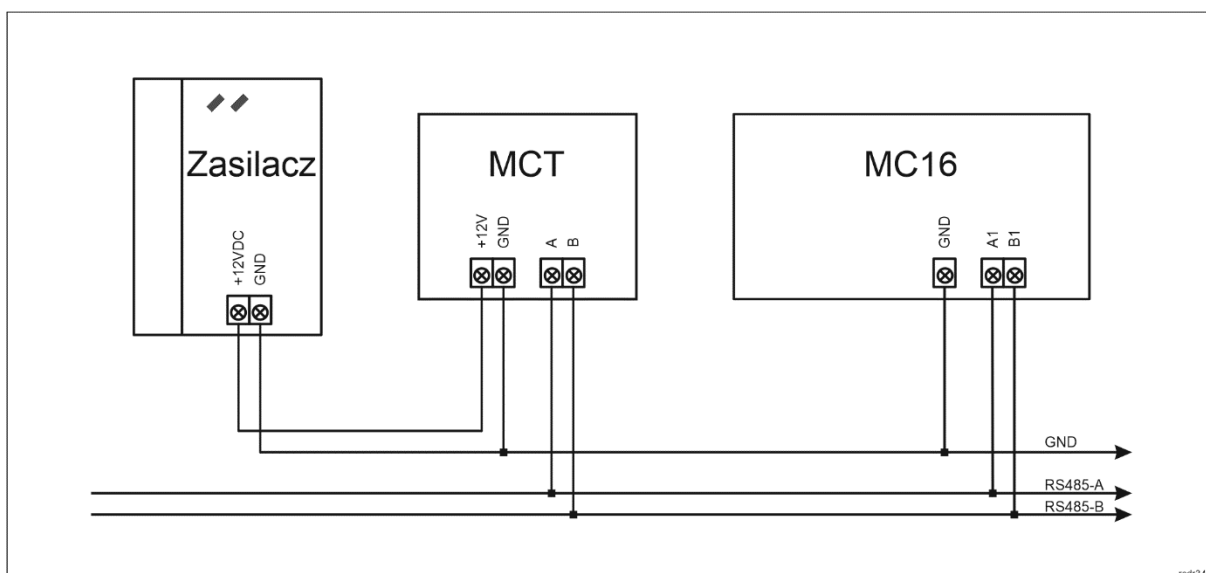 Zasilacz
+12VDC
GND
MCT
+12V
GND
A
B
MC16
GND
A1
B1
GND
RS485-A
RS485-B